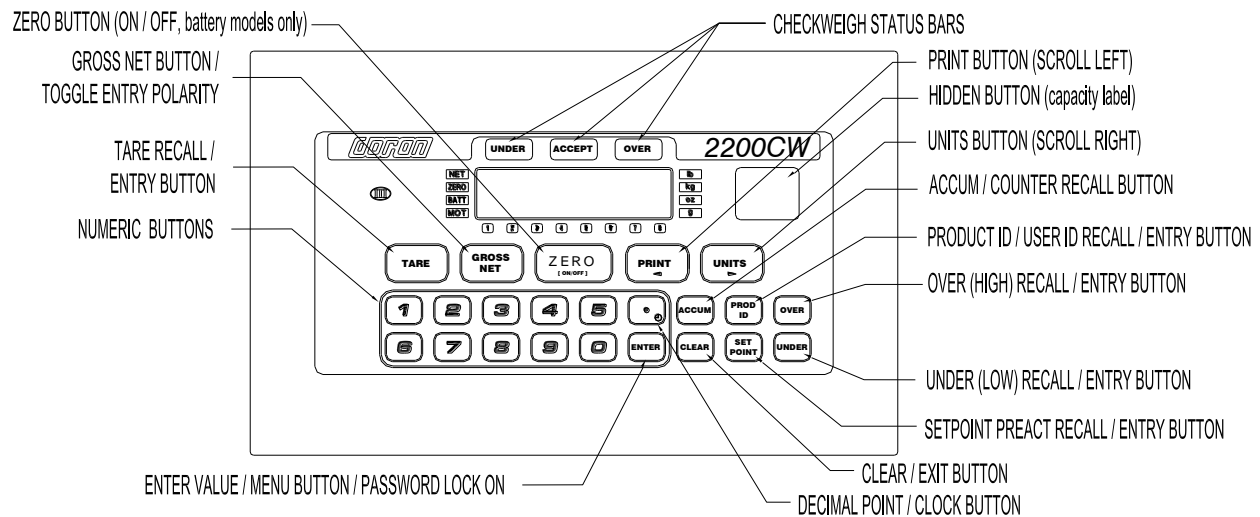 ZERO BUTTON (ON / OFF, battery models only)
CHECKWEIGH STATUS BARS
GROSS NET BUTTON /
TOGGLE ENTRY POLARITY
PRINT BUTTON (SCROLL LEFT)
HIDDEN BUTTON (capacity label)
UNITS BUTTON (SCROLL RIGHT)
TARE RECALL /
ENTRY BUTTON
ACCUM / COUNTER RECALL BUTTON
NUMERIC BUTTONS
PRODUCT ID / USER ID RECALL / ENTRY BUTTON
OVER (HIGH) RECALL / ENTRY BUTTON
UNDER (LOW) RECALL / ENTRY BUTTON
SETPOINT PREACT RECALL / ENTRY BUTTON
CLEAR / EXIT BUTTON
ENTER VALUE / MENU BUTTON / PASSWORD LOCK ON
DECIMAL POINT / CLOCK BUTTON
DORAN
UNDER ACCEPT OVER
2200CW
NET
ZERO
BATT
MOT
lb
kg
oz
g
1 2 3 4 5 6 7 8
TARE
GROSS
NET
ZERO
[ ON/OFF ]
PRINT
UNITS
1 2 3 4 5 .
ACCUM
PROD
ID
OVER
6 7 8 9 0
ENTER
CLEAR
SET
POINT
UNDER